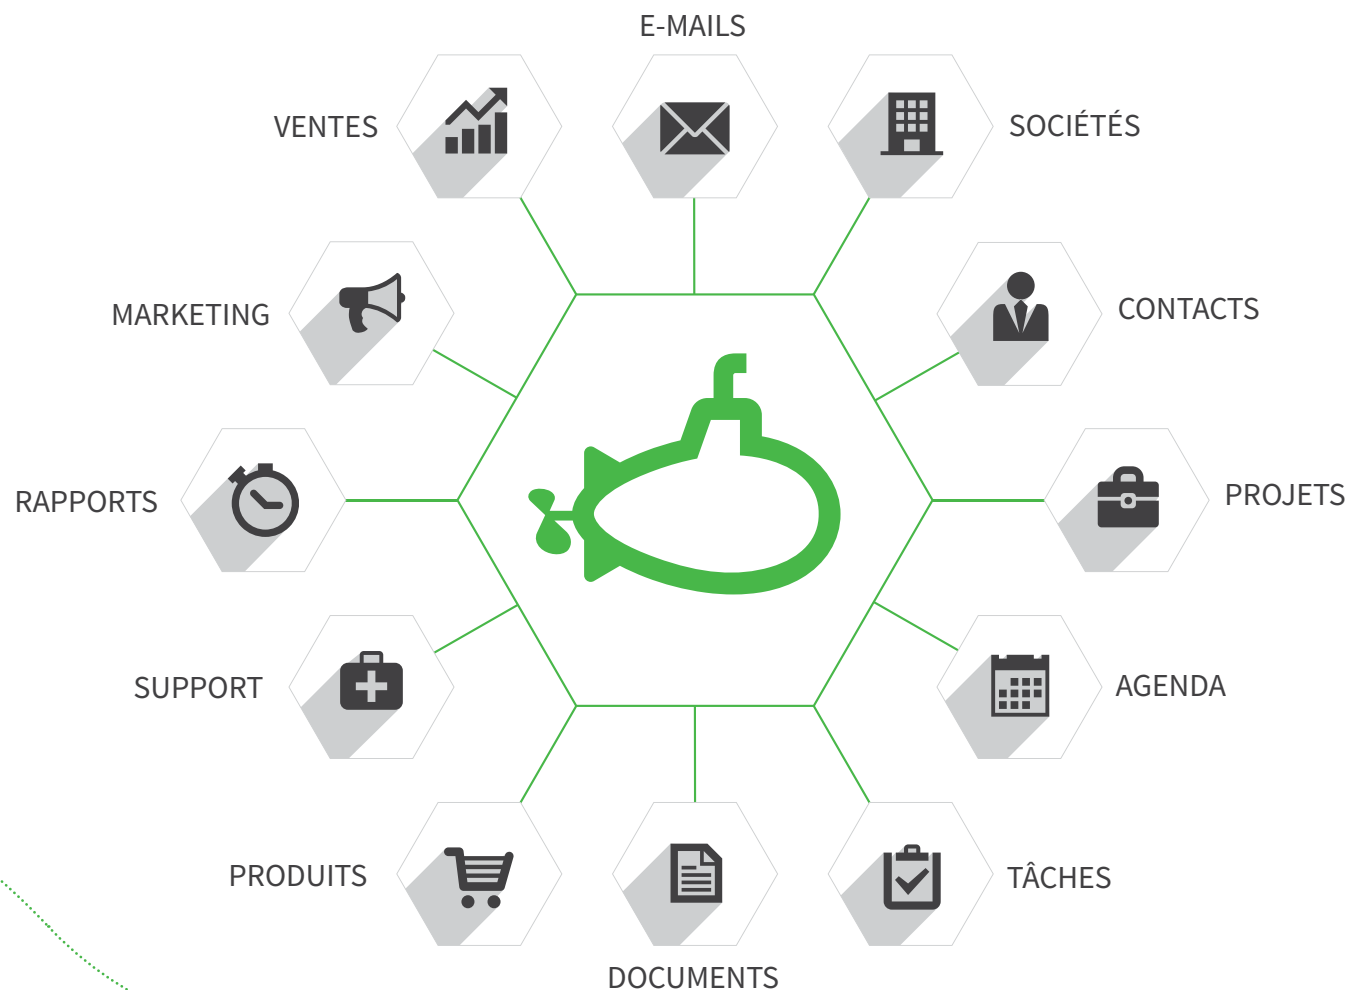 E-MAILS
VENTES
SOCIÉTÉS
MARKETING
CONTACTS
RAPPORTS
PROJETS
SUPPORT
AGENDA
PRODUITS
TÂCHES
DOCUMENTS